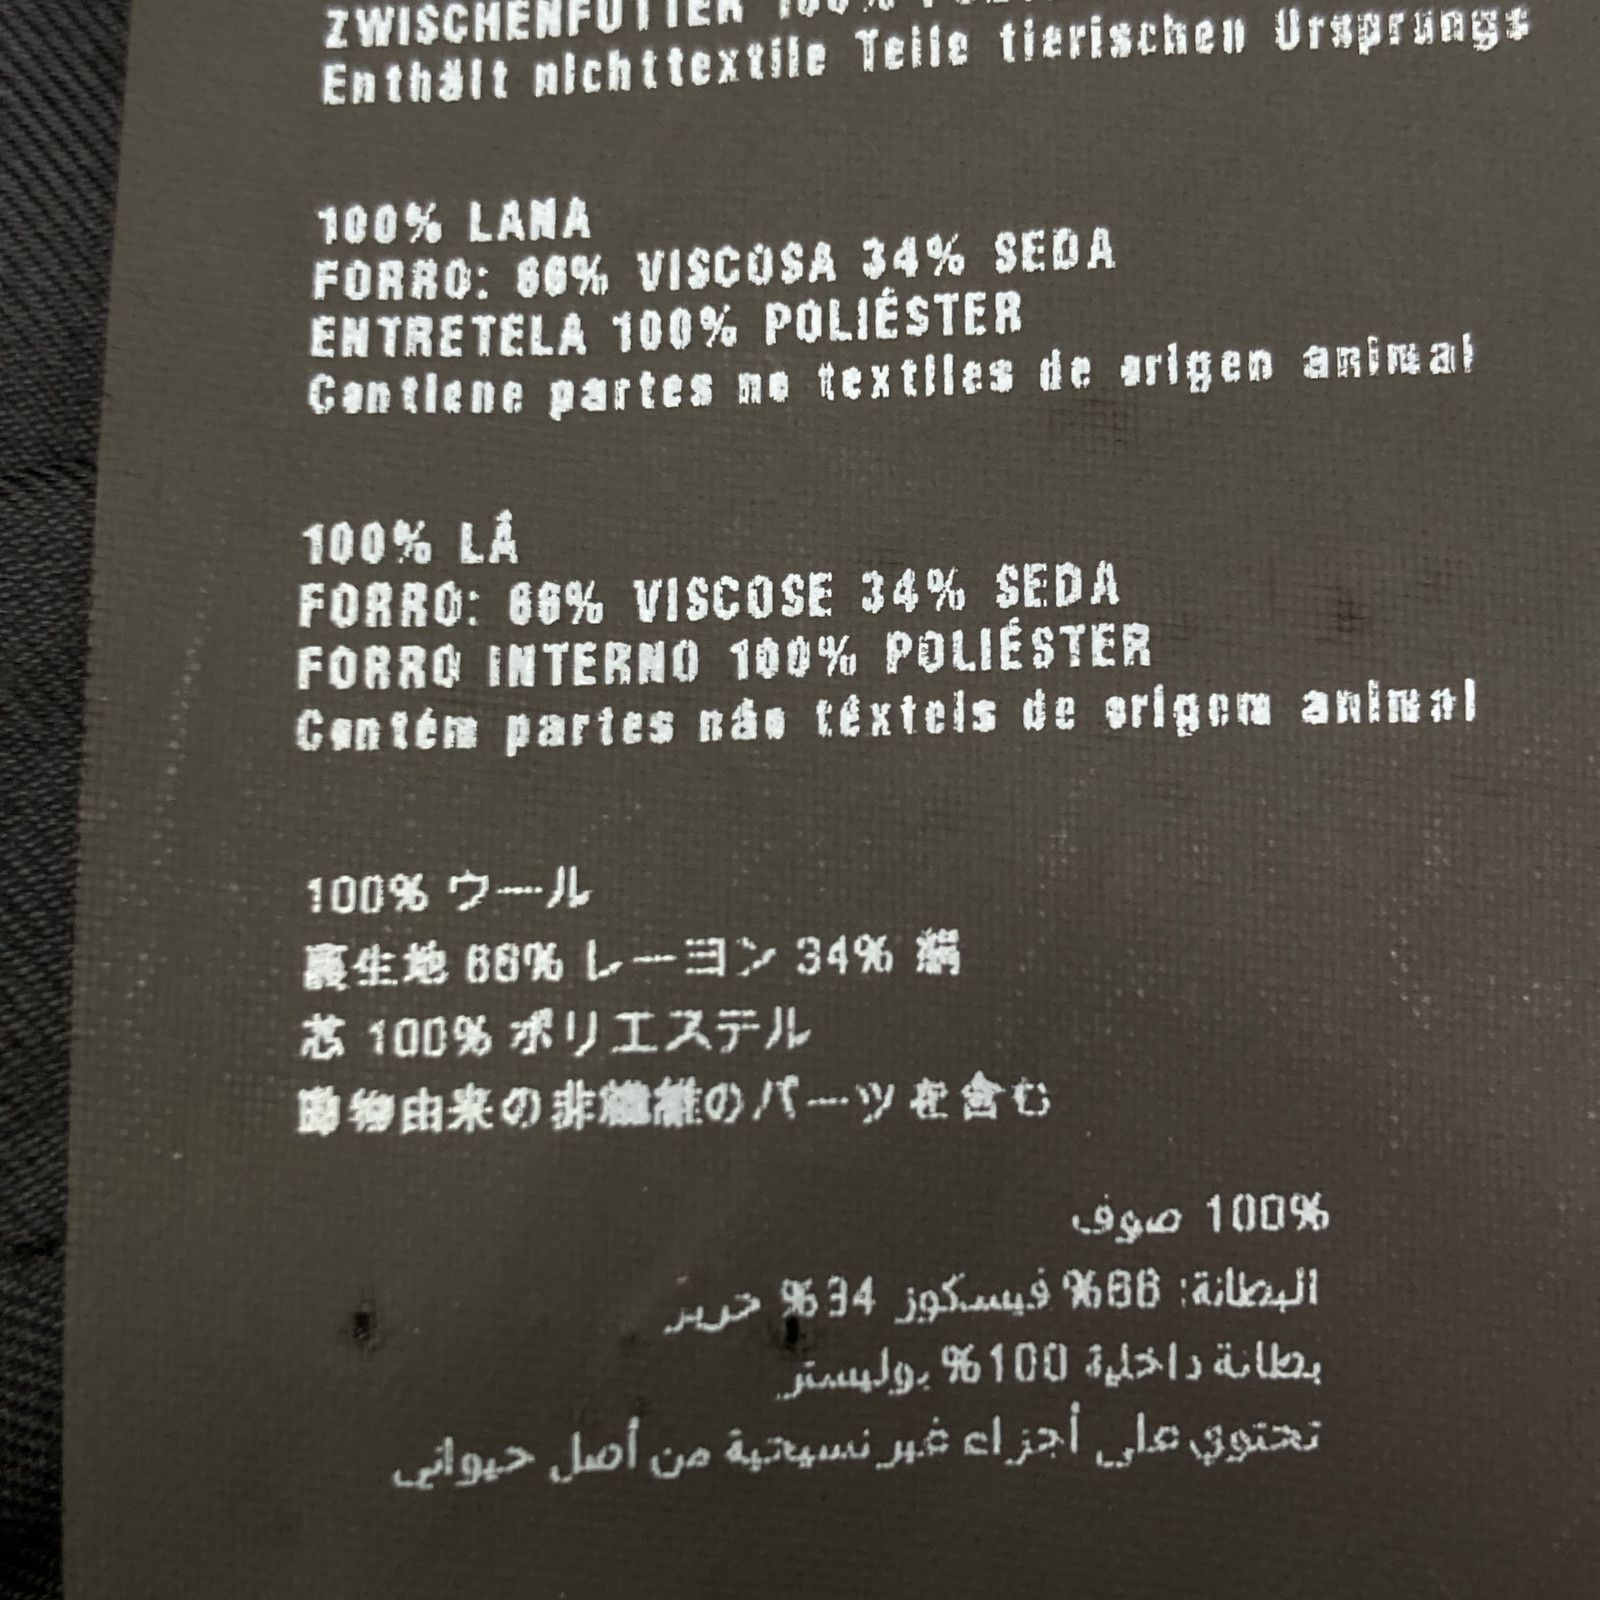 ZWISCHENFUTTER 100%
Enthält nichttextile Teile tierischen Ursprungs
100% LANA
FORRO: 66% VISCOSA 34% SEDA
ENTRETELA 100% POLIÉSTER
Contiene partes no textiles de origen animal
100% LÃ
FORRO: 66% VISCOSE 34% SEDA
FORRO INTERNO 100% POLIÉSTER
Contém partes não têxteis de origem animal
100% ウール
裏生地 66% レーヨン 34% 絹
芯 100% ポリエステル
動物由来の非繊維のパーツを含む
100% صوف
البطانة: 66% فيسكوز 34% حرير
بطانة داخلية 100% بوليستر
تحتوي على أجزاء غير نسيجية من أصل حيواني